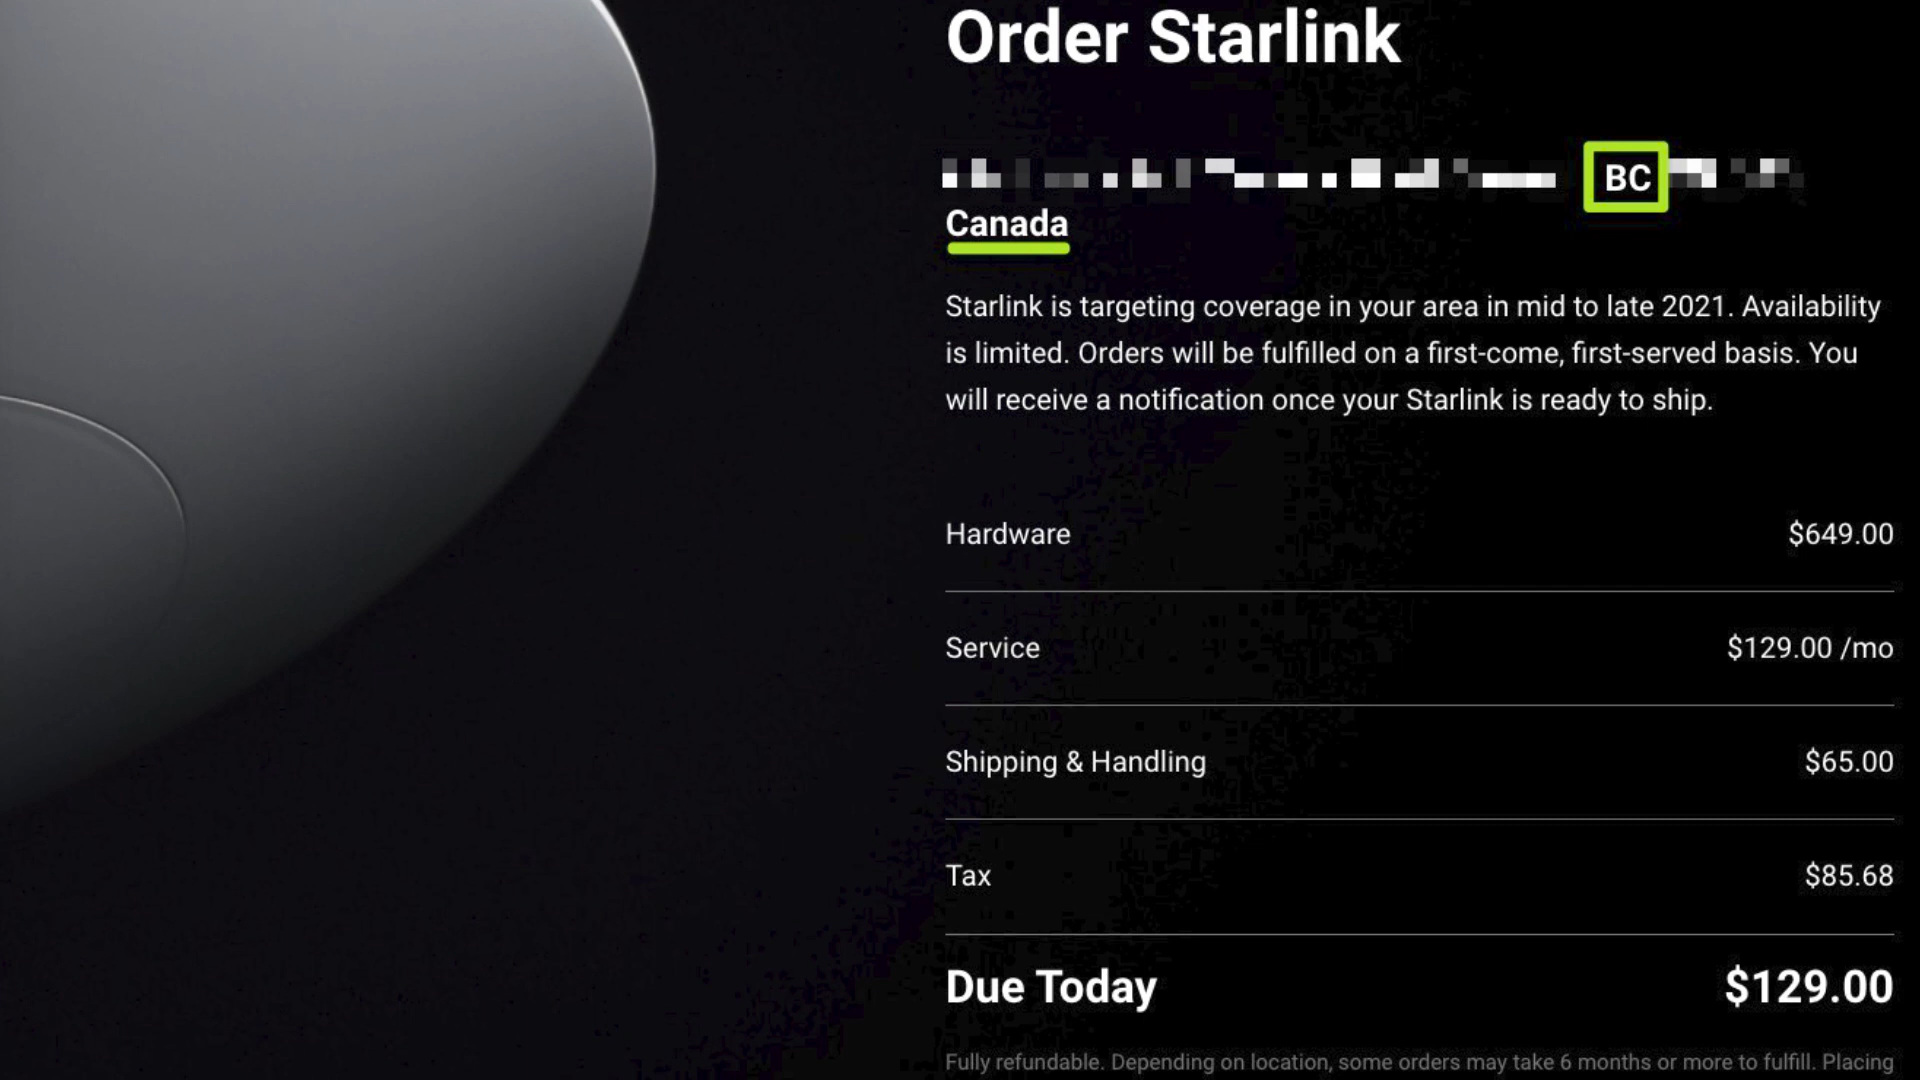 Order Starlink
BC
Canada
Starlink is targeting coverage in your area in mid to late 2021. Availability
is limited. Orders will be fulfilled on a first-come, first-served basis. You
will receive a notification once your Starlink is ready to ship.
Hardware $649.00
Service $129.00 /mo
Shipping & Handling $65.00
Tax $85.68
Due Today $129.00
Fully refundable. Depending on location, some orders may take 6 months or more to fulfill. Placing